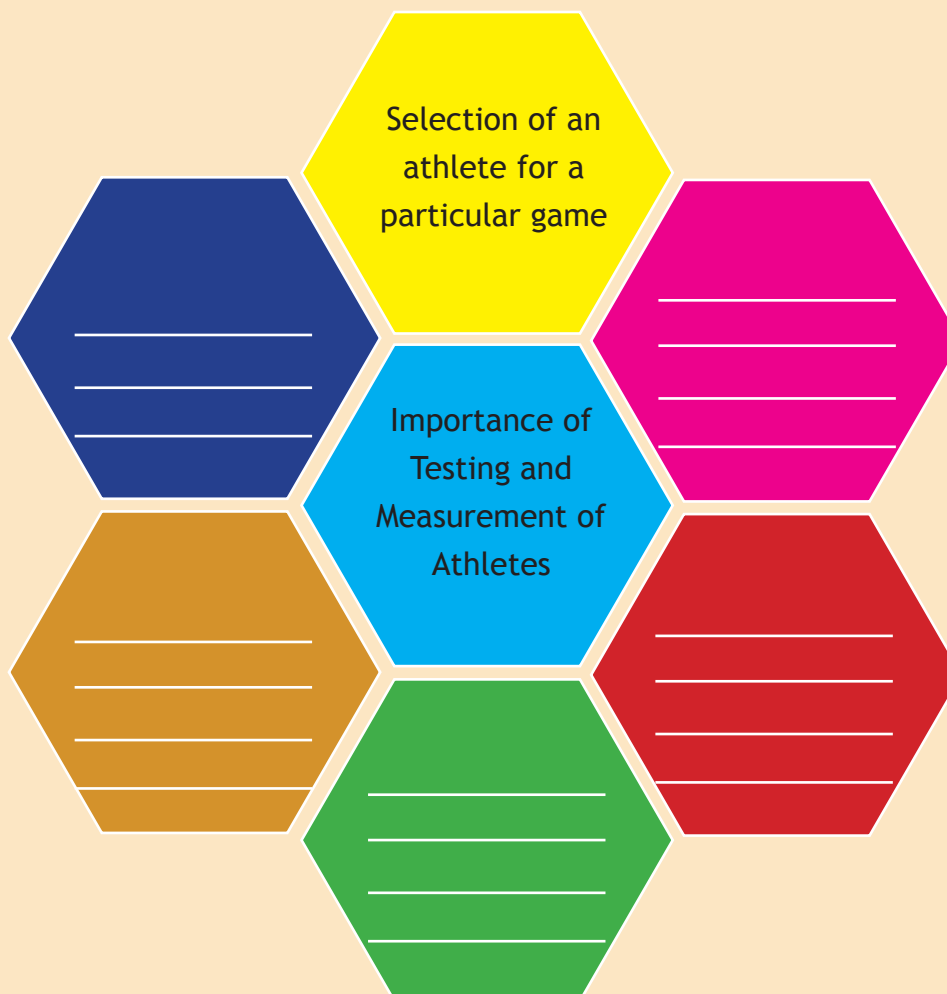 Selection of an
athlete for a
particular game
Importance of
Testing and
Measurement of
Athletes